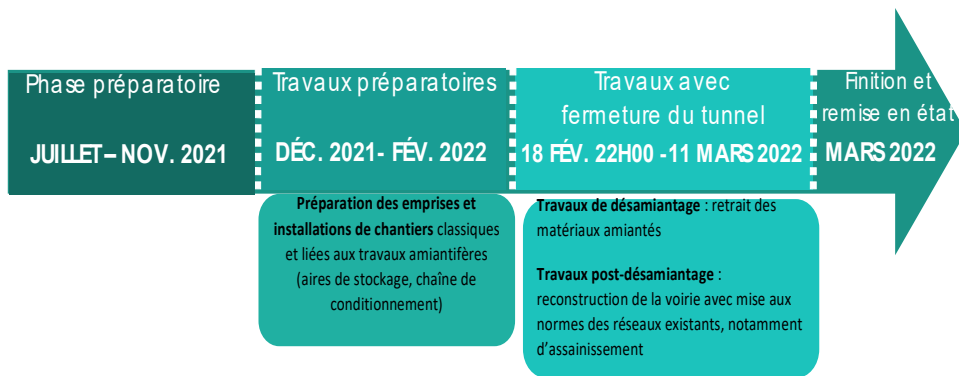 Phase préparatoire
JUILLET– NOV. 2021
Travaux préparatoires
DÉC. 2021- FÉV. 2022
Travaux avec
fermeture du tunnel
18 FÉV. 22H00 -11 MARS 2022
Finition et
remise en état
MARS 2022
Préparation des emprises et
installations de chantiers classiques
et liées aux travaux amiantifères
(aires de stockage, chaîne de
conditionnement)
Travaux de désamiantage : retrait des
matériaux amiantés
Travaux post-désamiantage :
reconstruction de la voirie avec mise aux
normes des réseaux existants, notamment
d’assainissement